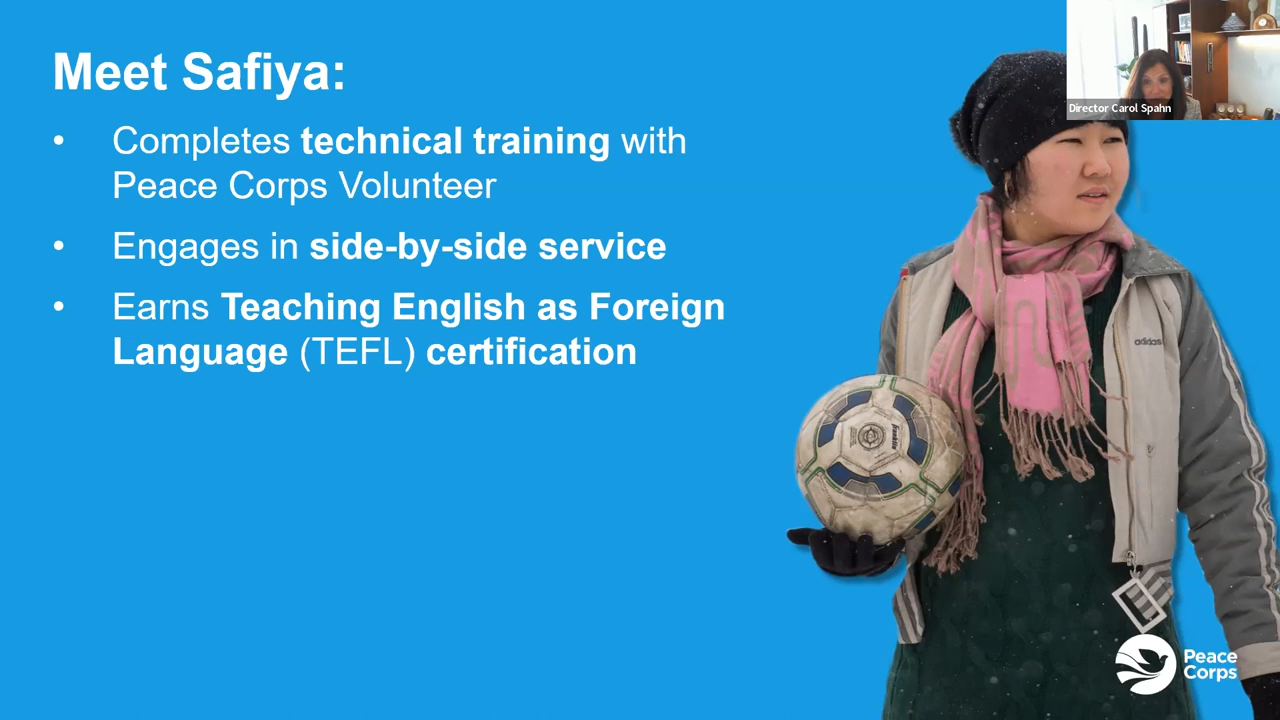 Meet Safiya:
• Completes technical training with
Peace Corps Volunteer
• Engages in side-by-side service
• Earns Teaching English as Foreign
Language (TEFL) certification
Director Carol Spahn
adidas
Franklin
Peace
Corps